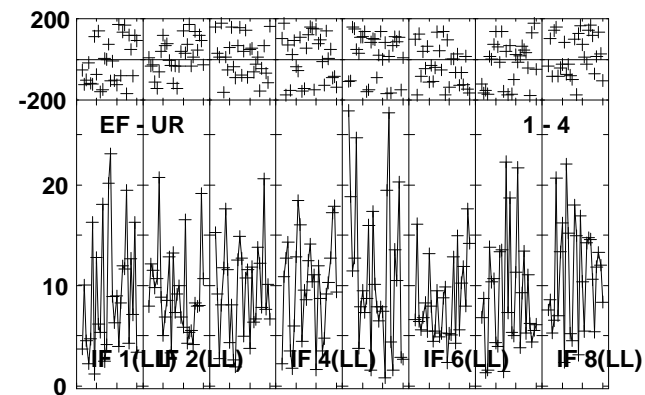 200
-200
EF - UR 1 - 4
20
10
IF 1(LL) IF 2(LL) IF 4(LL) IF 6(LL) IF 8(LL)
0